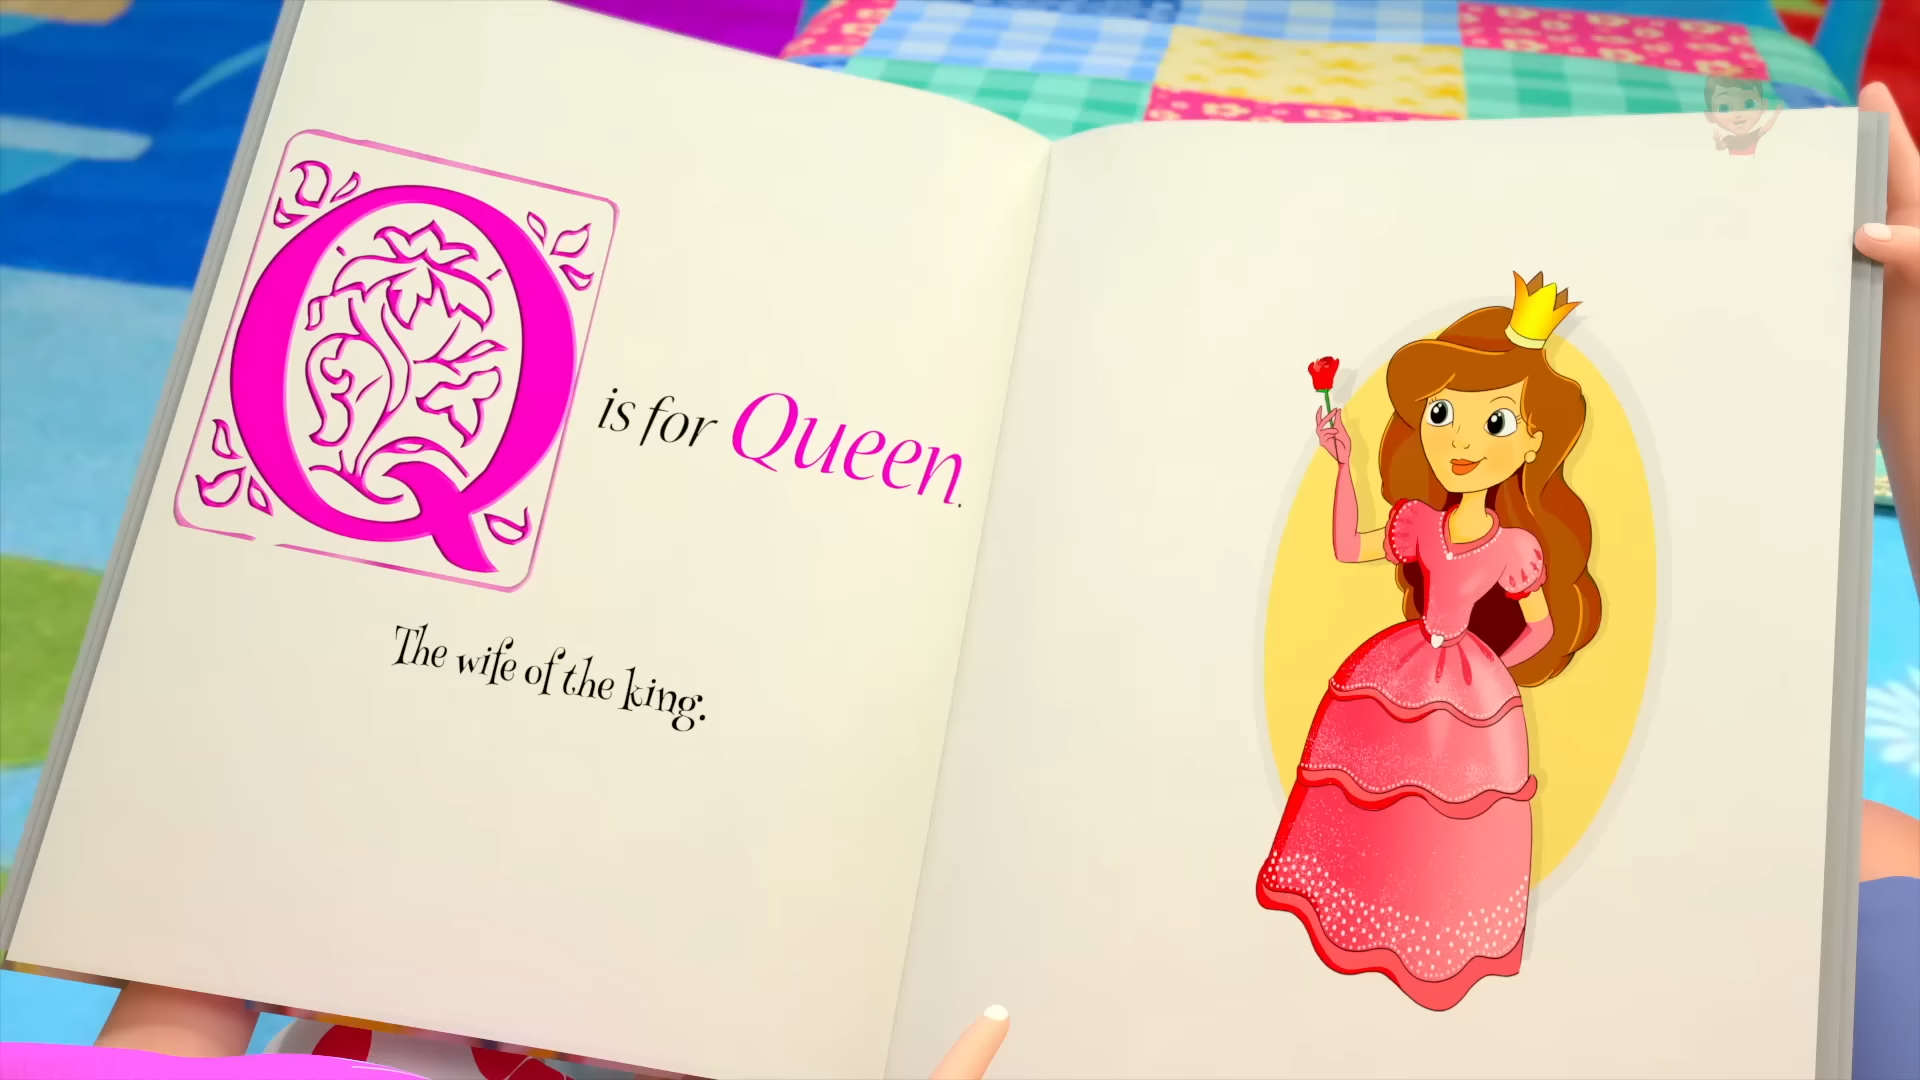 Q is for Queen.
The wife of the king.